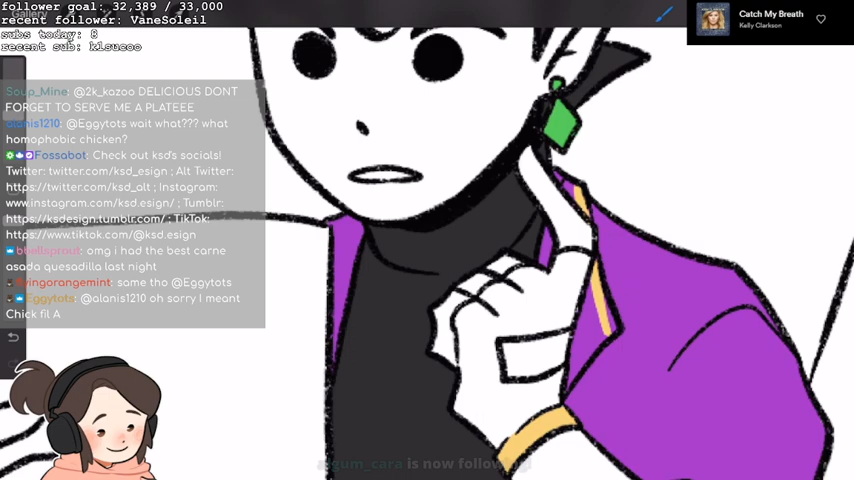 follower goal: 32,389 / 33,000
recent follower: VaneSoleil
subs today: 8
recent sub: k1sucoo
Gallery
Catch My Breath
Kelly Clarkson
Soup_Mine: @2k_kazoo DELICIOUS DONT
FORGET TO SERVE ME A PLATEEE
alanis1210: @Eggytots wait what??? what
homophobic chicken?
Fossabot: Check out ksd's socials!
Twitter: twitter.com/ksd_esign ; Alt Twitter:
https://twitter.com/ksd_alt ; Instagram:
www.instagram.com/ksd.esign ; Tumblr:
https://ksdesign.tumblr.com/ ; TikTok:
https://www.tiktok.com/@ksd.esign
bbellsprout: omg i had the best carne
asada quesadilla last night
flyingorangemint: same tho @Eggytots
Eggytots: @alanis1210 oh sorry I meant
Chick fil A
is now following!